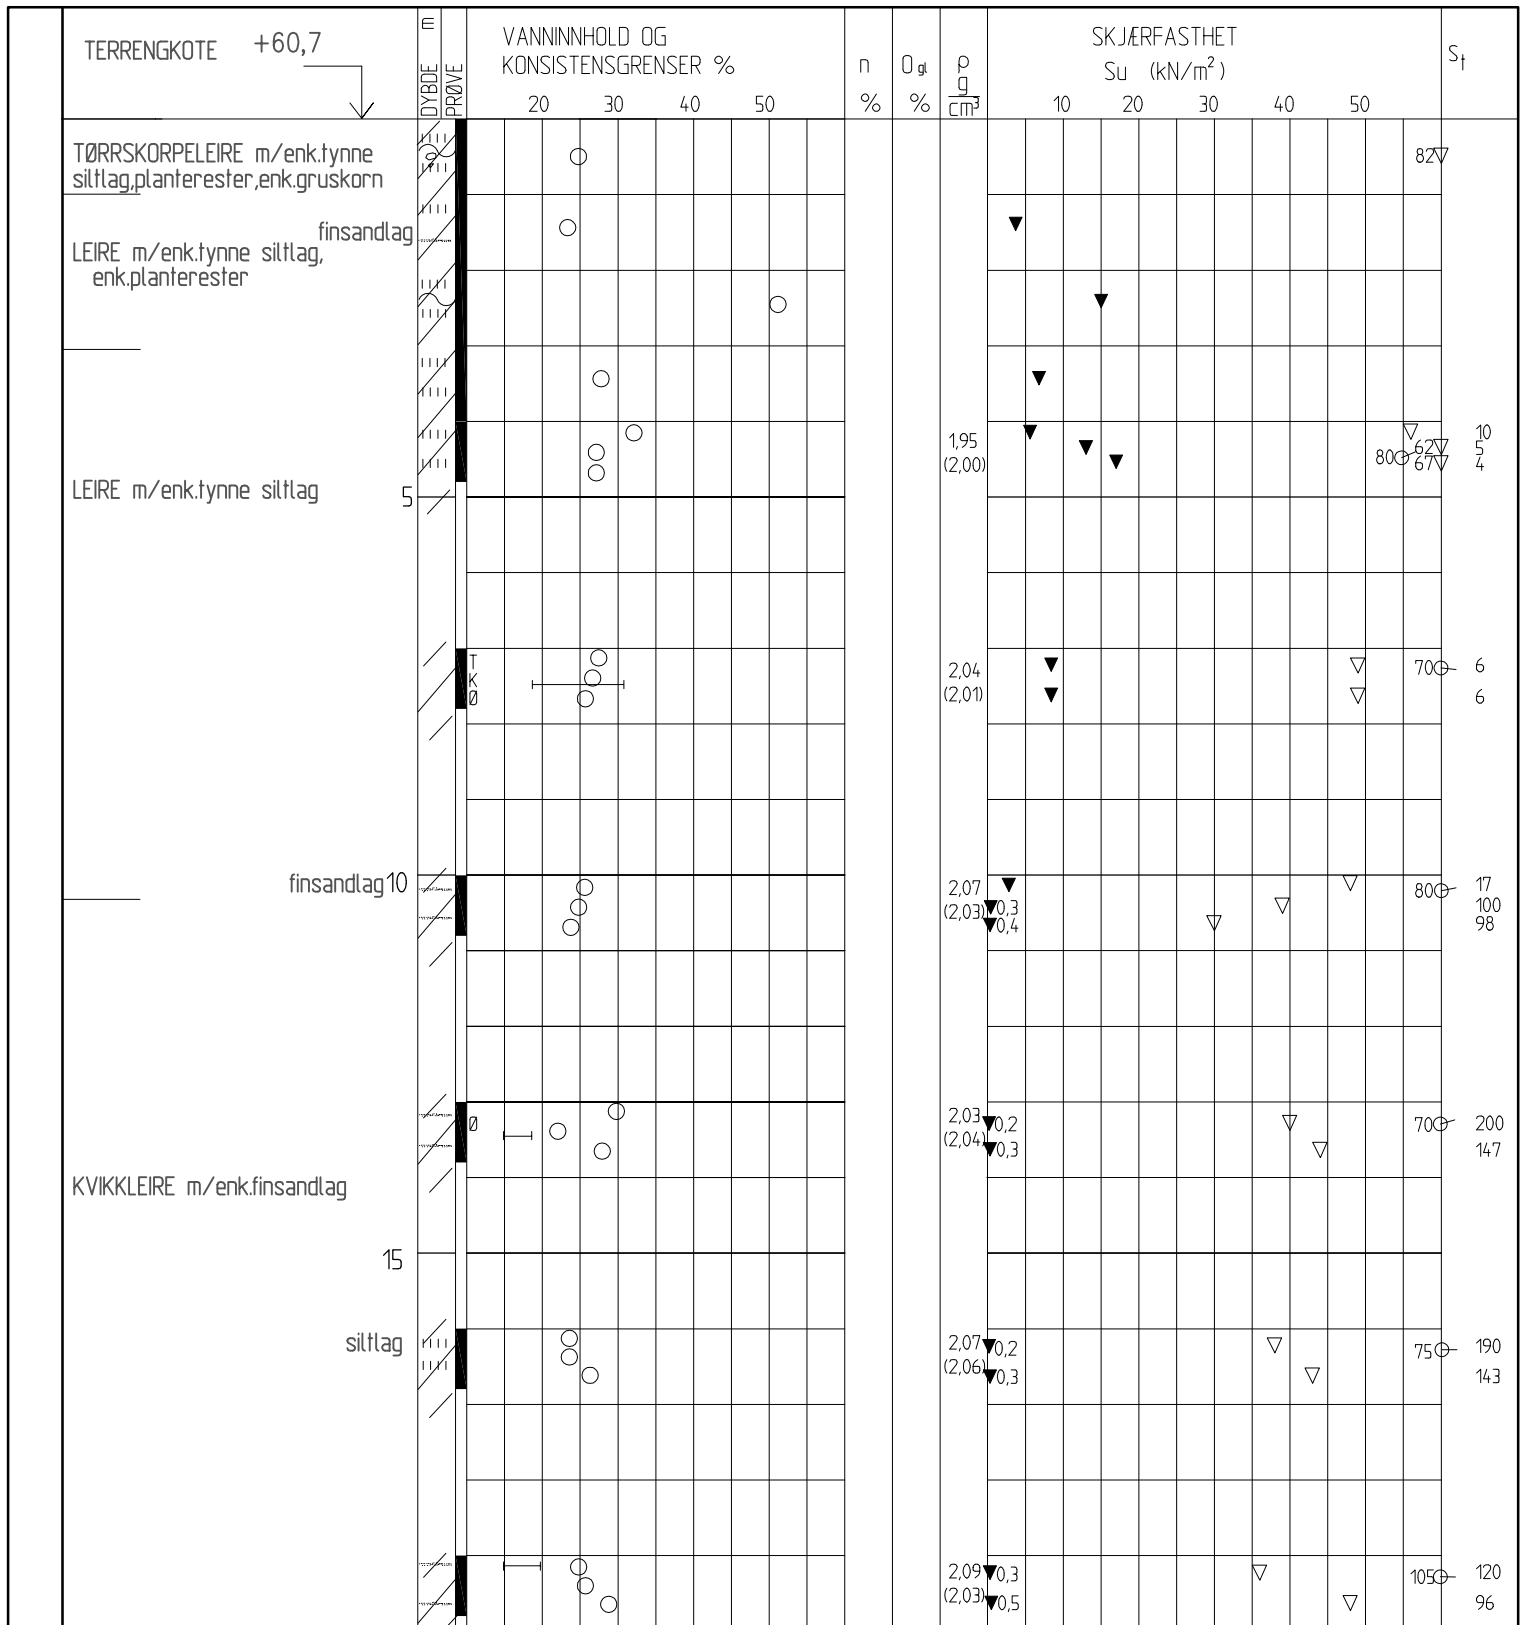 TERRENGKOTE +60,7
m
DYBDE
PRØVE
VANNINNHOLD OG
KONSISTENSGRENSER %
20 30 40 50
n
%
O gl
%
ρ
g
cm³
SKJÆRFASTHET
Su (kN/m²)
10 20 30 40 50
St
TØRRSKORPELEIRE m/enk.tynne
siltlag,planterester,enk.gruskorn
82
finsandlag
LEIRE m/enk.tynne siltlag,
enk.planterester
1,95
(2,00)
10
62 5
80 67 4
LEIRE m/enk.tynne siltlag
5
T
K
Ø
2,04
(2,01)
70 6
6
finsandlag 10
2,07
(2,03)
0,3
0,4
80 17
100
98
Ø
2,03
(2,04)
0,2
0,3
70 200
147
KVIKKLEIRE m/enk.finsandlag
15
siltlag
2,07
(2,06)
0,2
0,3
75 190
143
2,09
(2,03)
0,3
0,5
105 120
96